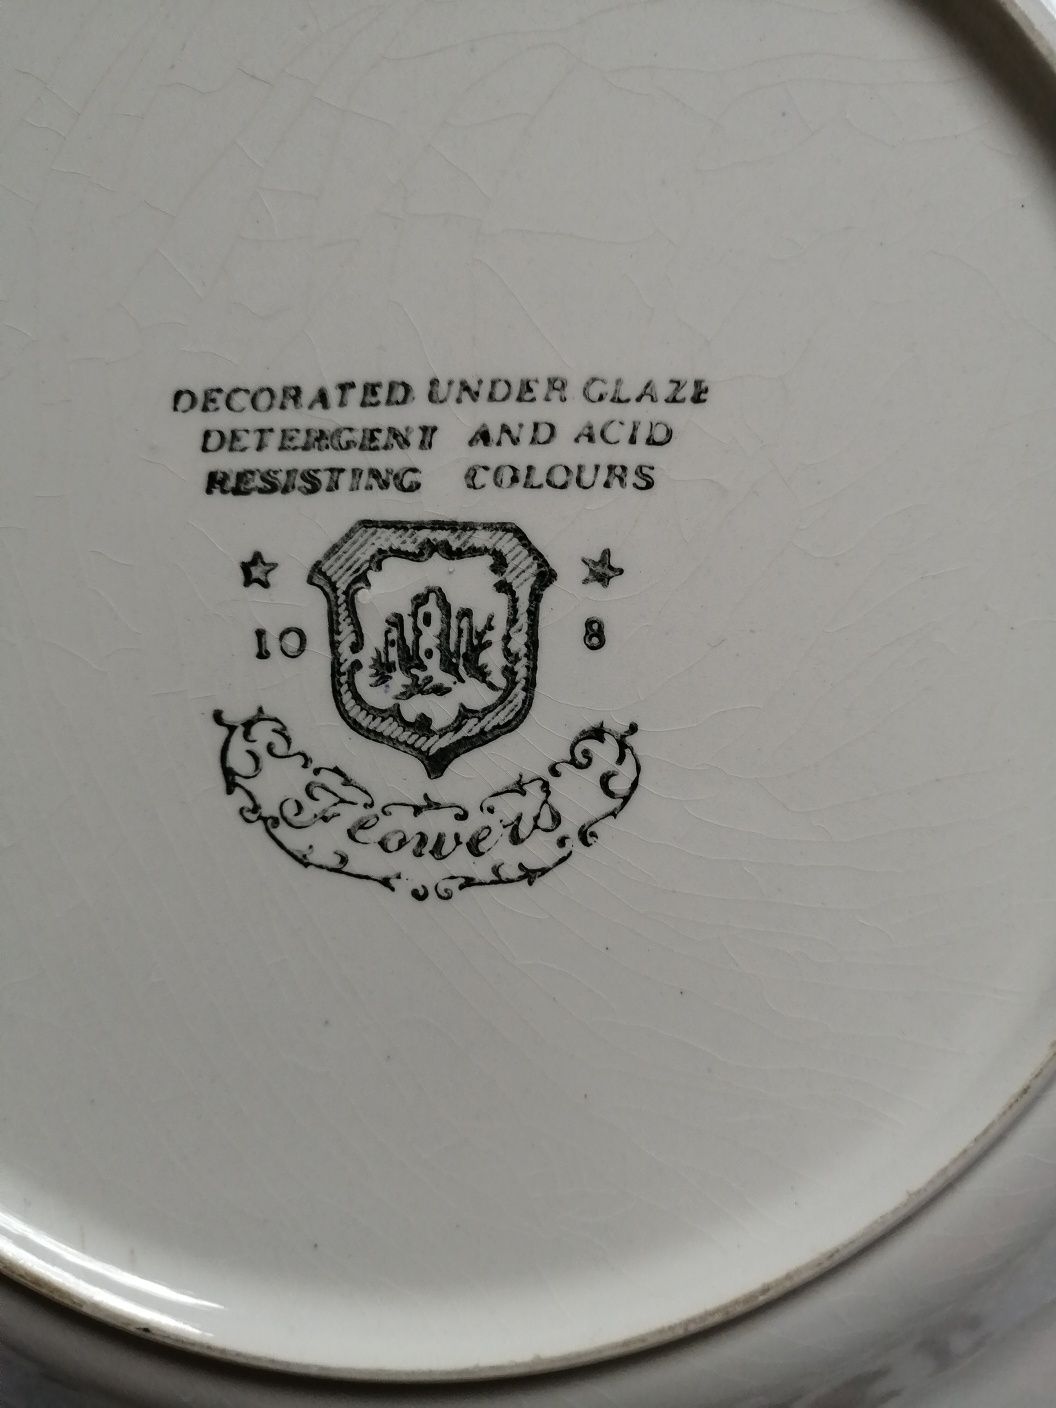 DECORATED UNDER GLAZE
DETERGENT AND ACID
RESISTING COLOURS
10 8
Flowers